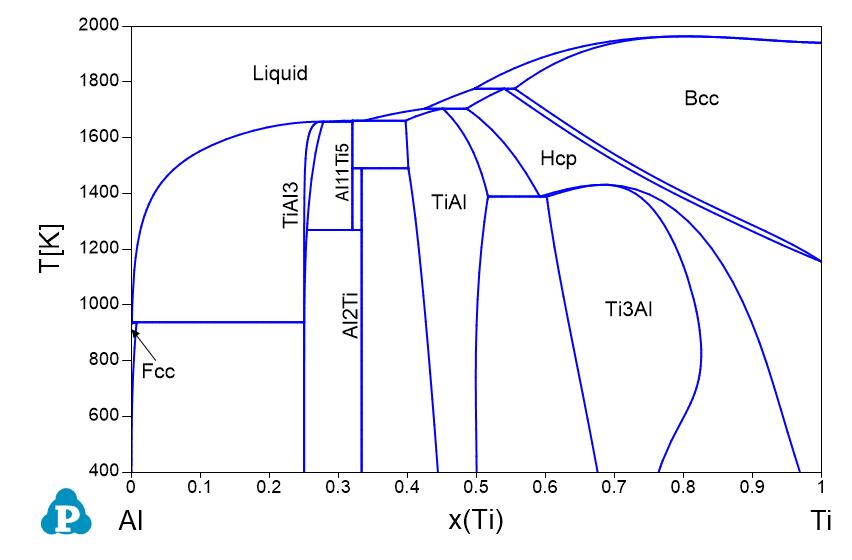 2000
1800
1600
1400
1200
1000
800
600
400
T[K]
Liquid
Bcc
Hcp
TiAl3
Al11Ti5
TiAl
Al2Ti
Ti3Al
Fcc
0 0.1 0.2 0.3 0.4 0.5 0.6 0.7 0.8 0.9 1
P
Al x(Ti) Ti